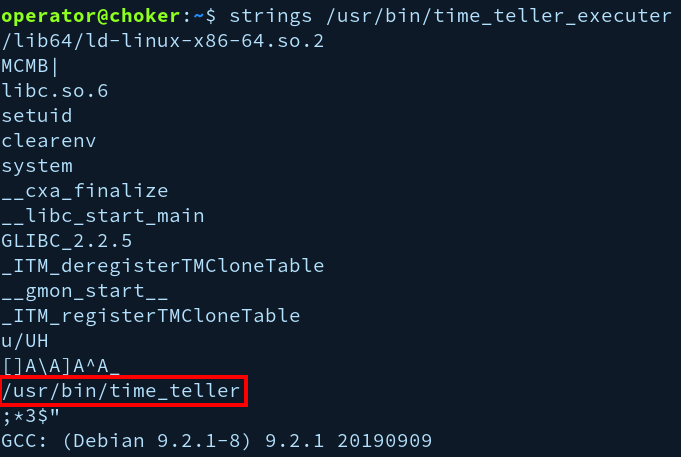 operator@choker:~$ strings /usr/bin/time_teller_executer
/lib64/ld-linux-x86-64.so.2
MCMB|
libc.so.6
setuid
clearenv
system
__cxa_finalize
__libc_start_main
GLIBC_2.2.5
_ITM_deregisterTMCloneTable
__gmon_start__
_ITM_registerTMCloneTable
u/UH
[]A\A]A^A_
/usr/bin/time_teller
;*3$"
GCC: (Debian 9.2.1-8) 9.2.1 20190909